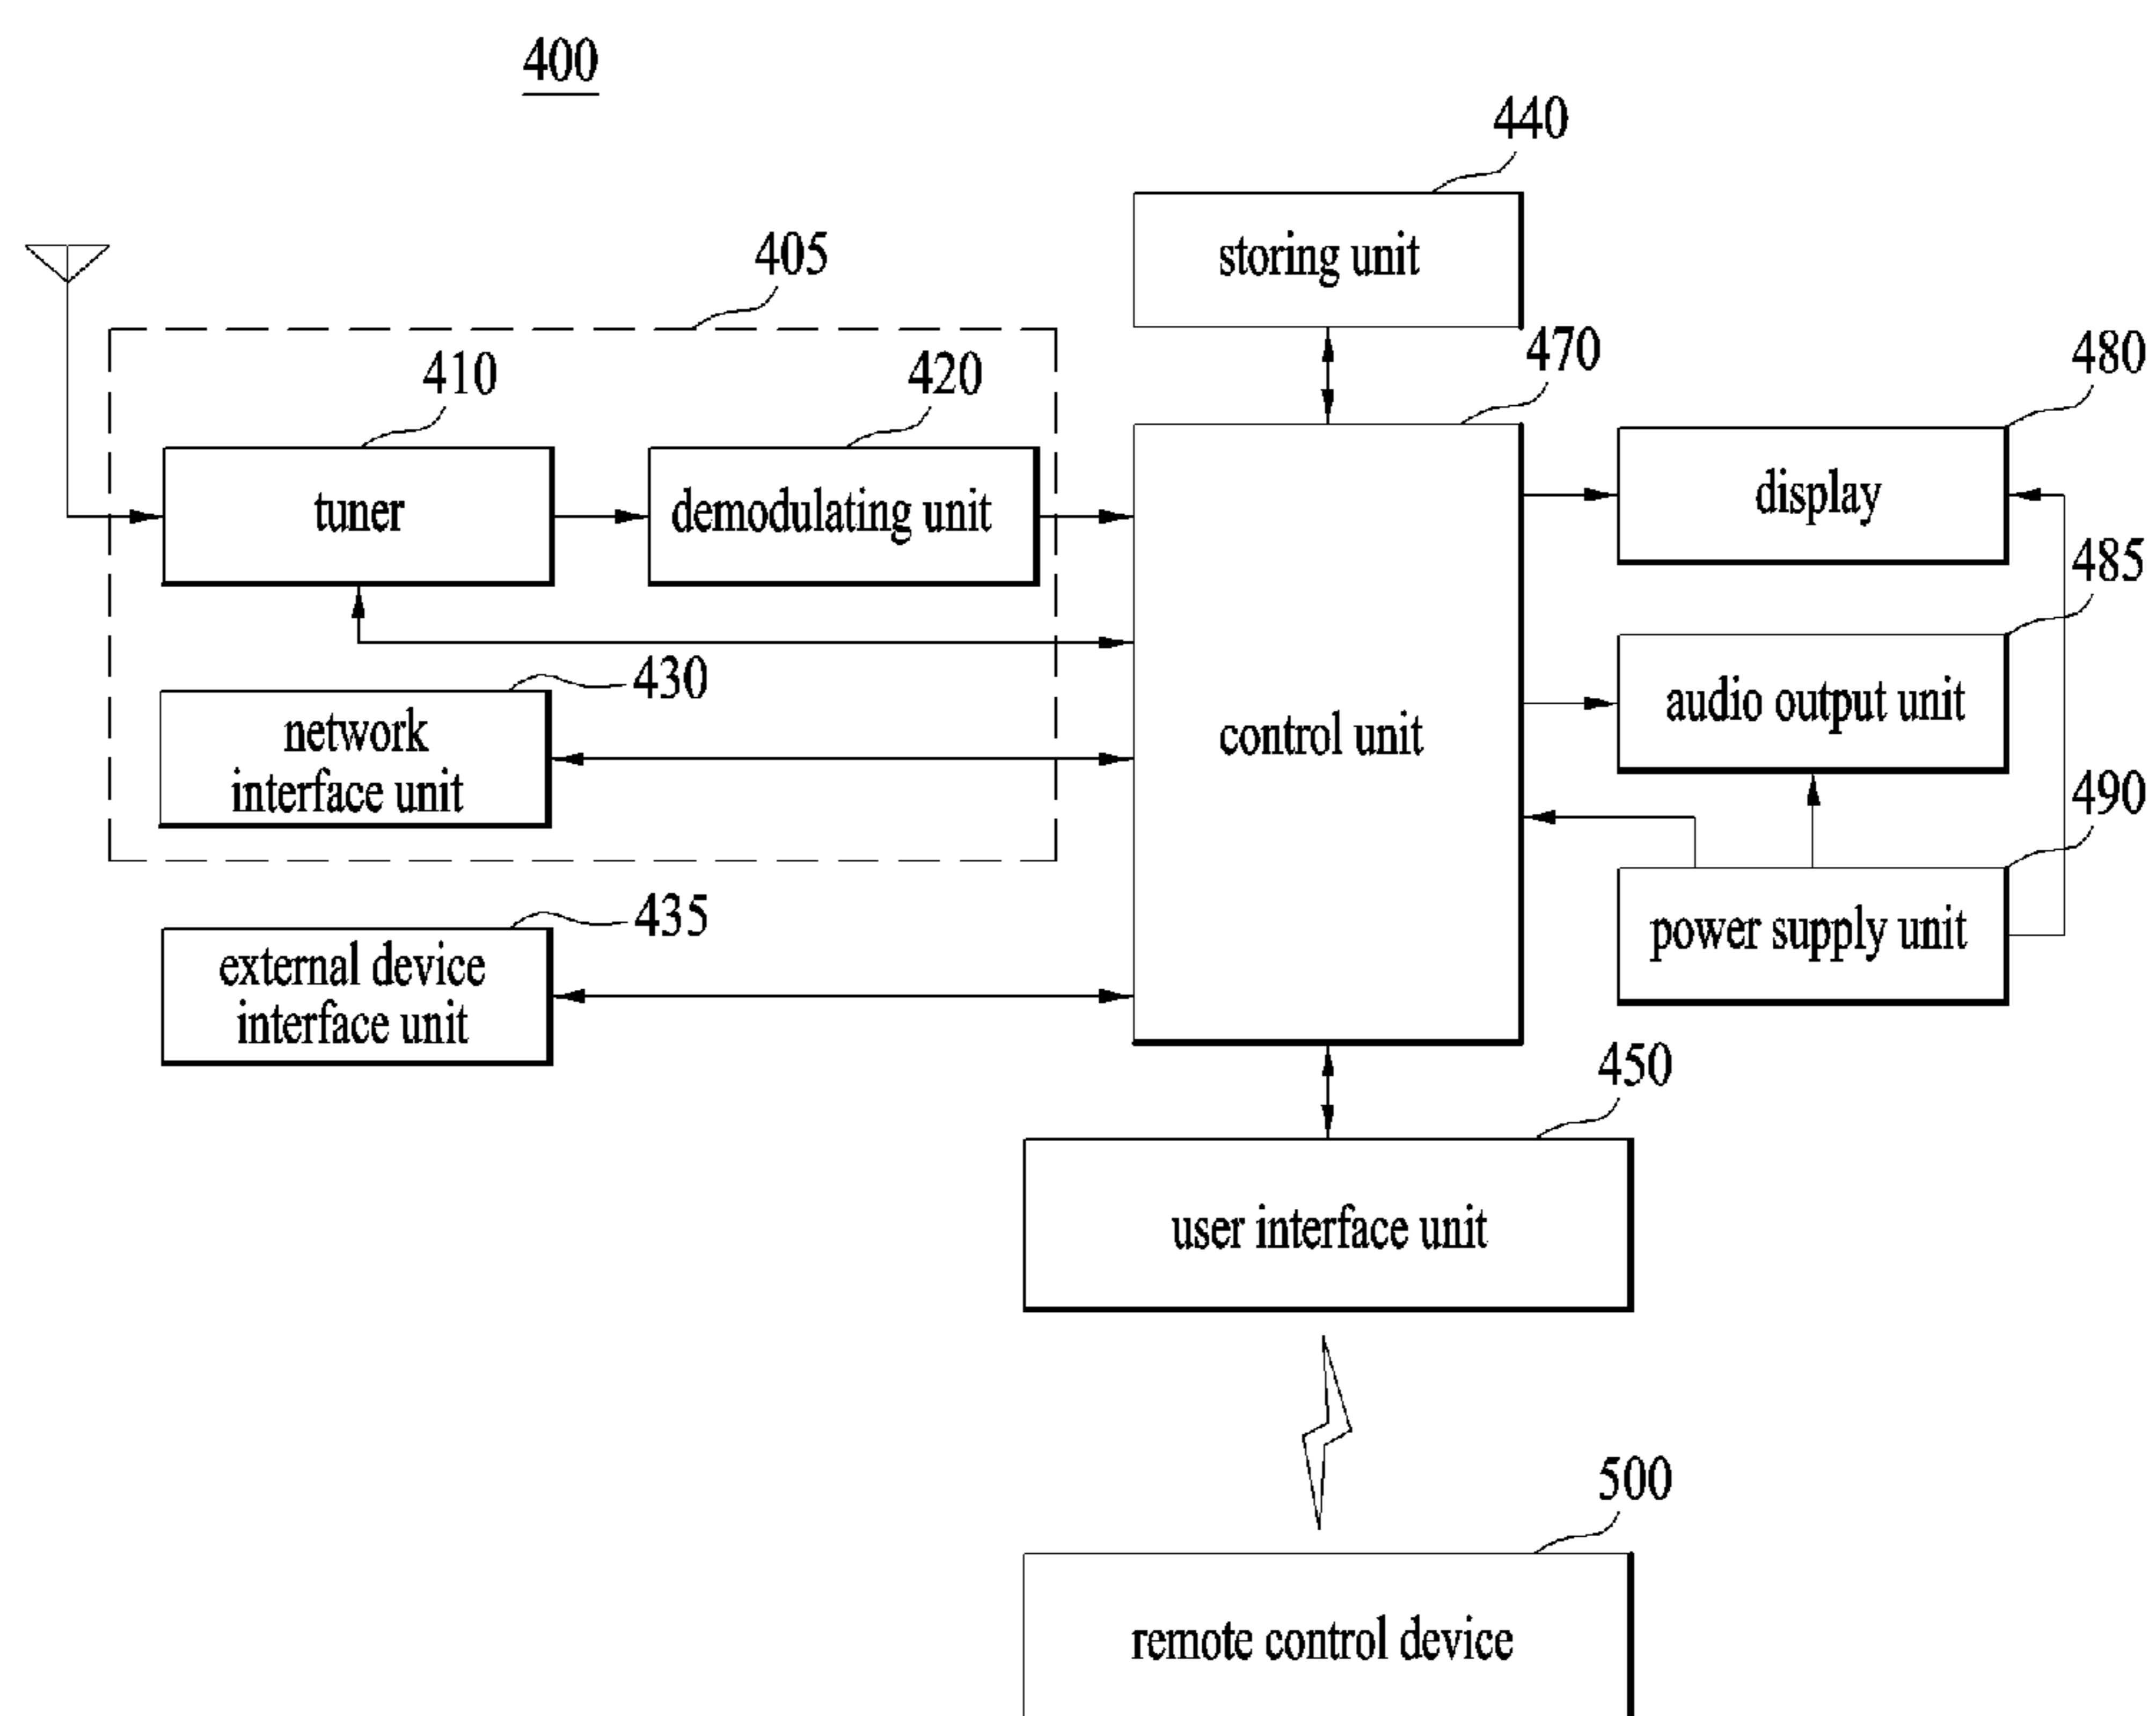 400
440
storing unit
405
410
420
470
480
tuner
demodulating unit
display
485
430
network
interface unit
control unit
audio output unit
490
435
external device
interface unit
power supply unit
450
user interface unit
500
remote control device